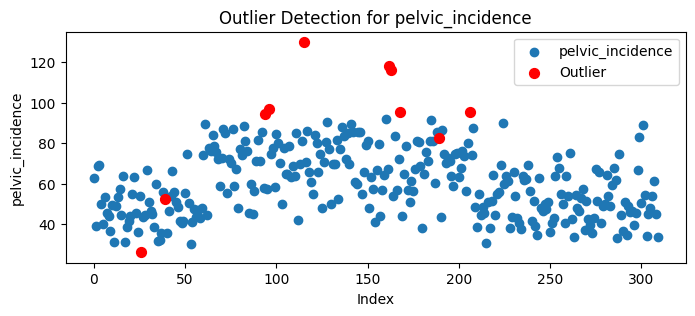 Outlier Detection for pelvic_incidence
pelvic_incidence
Outlier
120
100
80
60
40
pelvic_incidence
0
50
100
150
200
250
300
Index